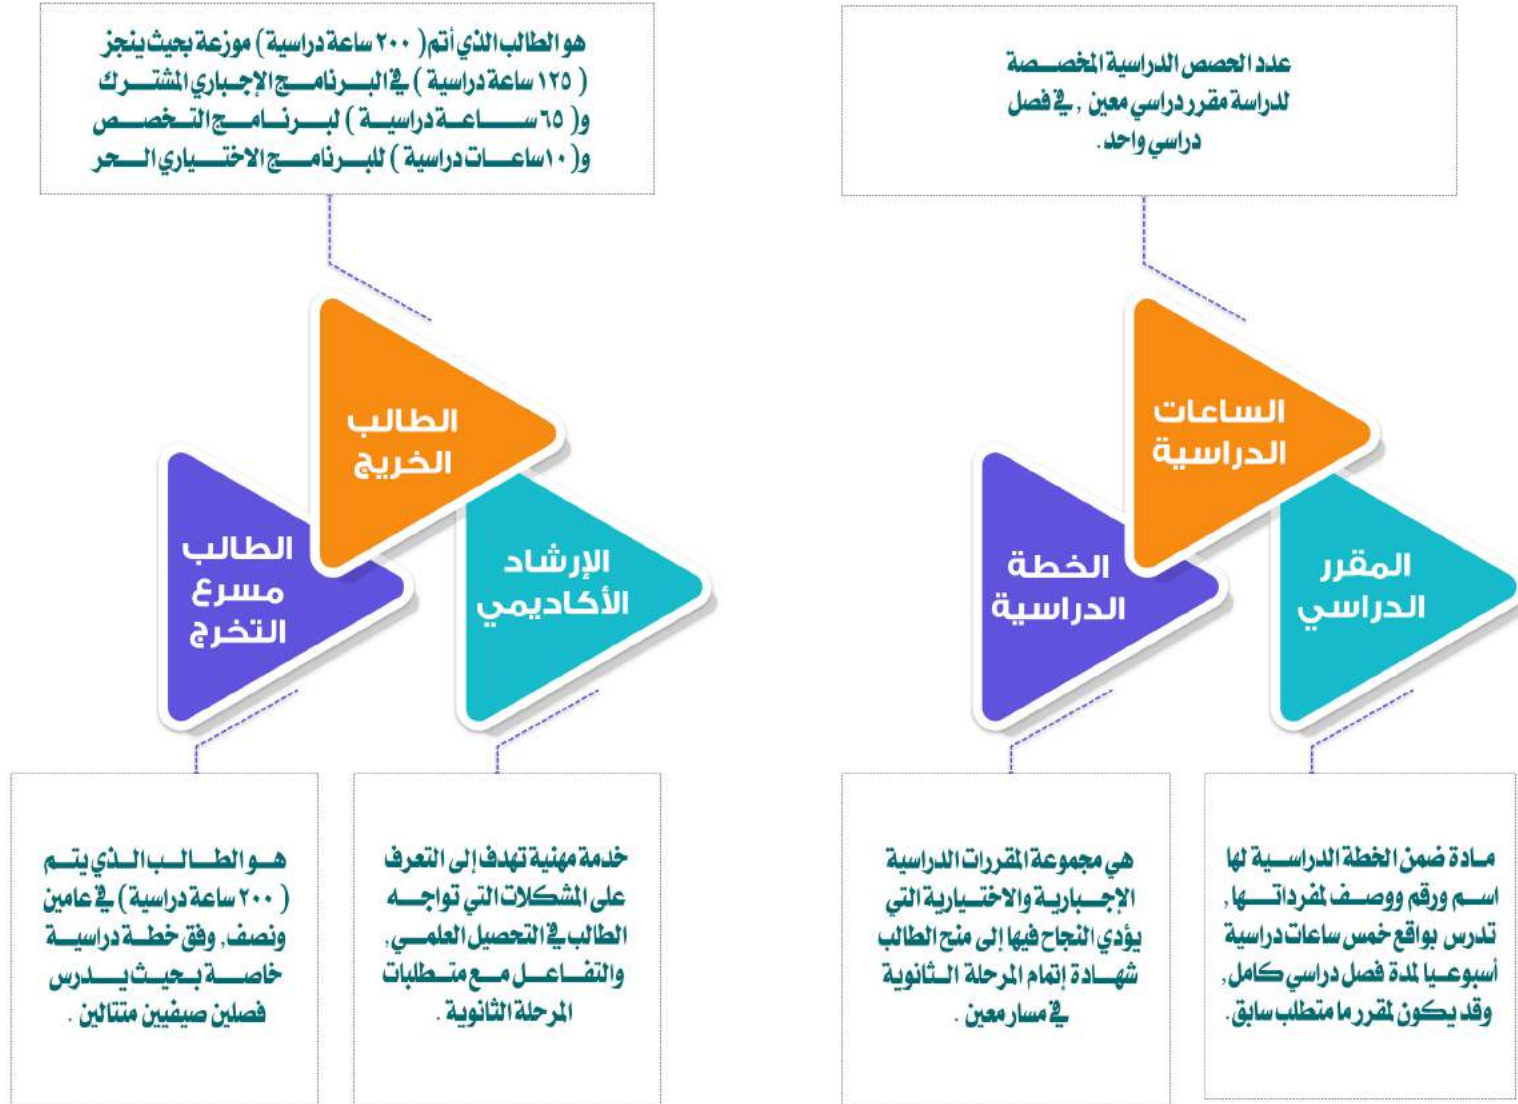 عدد الحصص الدراسية المخصصة
لدراسة مقرر دراسي معين , في فصل
دراسي واحد.
الساعات
الدراسية
المقرر
الدراسي
الخطة
الدراسية
مادة ضمن الخطة الدراسية لها
اسم ورقم ووصف لمفرداتها ,
تدرس بواقع خمس ساعات دراسية
أسبوعيا لمدة فصل دراسي كامل ,
وقد يكون لمقرر ما متطلب سابق.
هي مجموعة المقررات الدراسية
الإجبارية والاختيارية التي
يؤدي النجاح فيها إلى منح الطالب
شهادة إتمام المرحلة الثانوية
في مسار معين .
هو الطالب الذي أتم ( ٢٠٠ ساعة دراسية ) موزعة بحيث ينجز
( ١٢٥ ساعة دراسية ) في البرنامج الإجباري المشترك
و( ٦٥ ساعة دراسية ) لبرنامج التخصص
و( ١٠ساعات دراسية ) للبرنامج الاختياري الحر
الطالب
الخريج
الإرشاد
الأكاديمي
الطالب
مسرع
التخرج
خدمة مهنية تهدف إلى التعرف
على المشكلات التي تواجه
الطالب في التحصيل العلمي,
والتفاعل مع متطلبات
المرحلة الثانوية .
هو الطالب الذي يتم
( ٢٠٠ ساعة دراسية ) في عامين
ونصف, وفق خطة دراسية
خاصة بحيث يدرس
فصلين صيفيين متتالين .